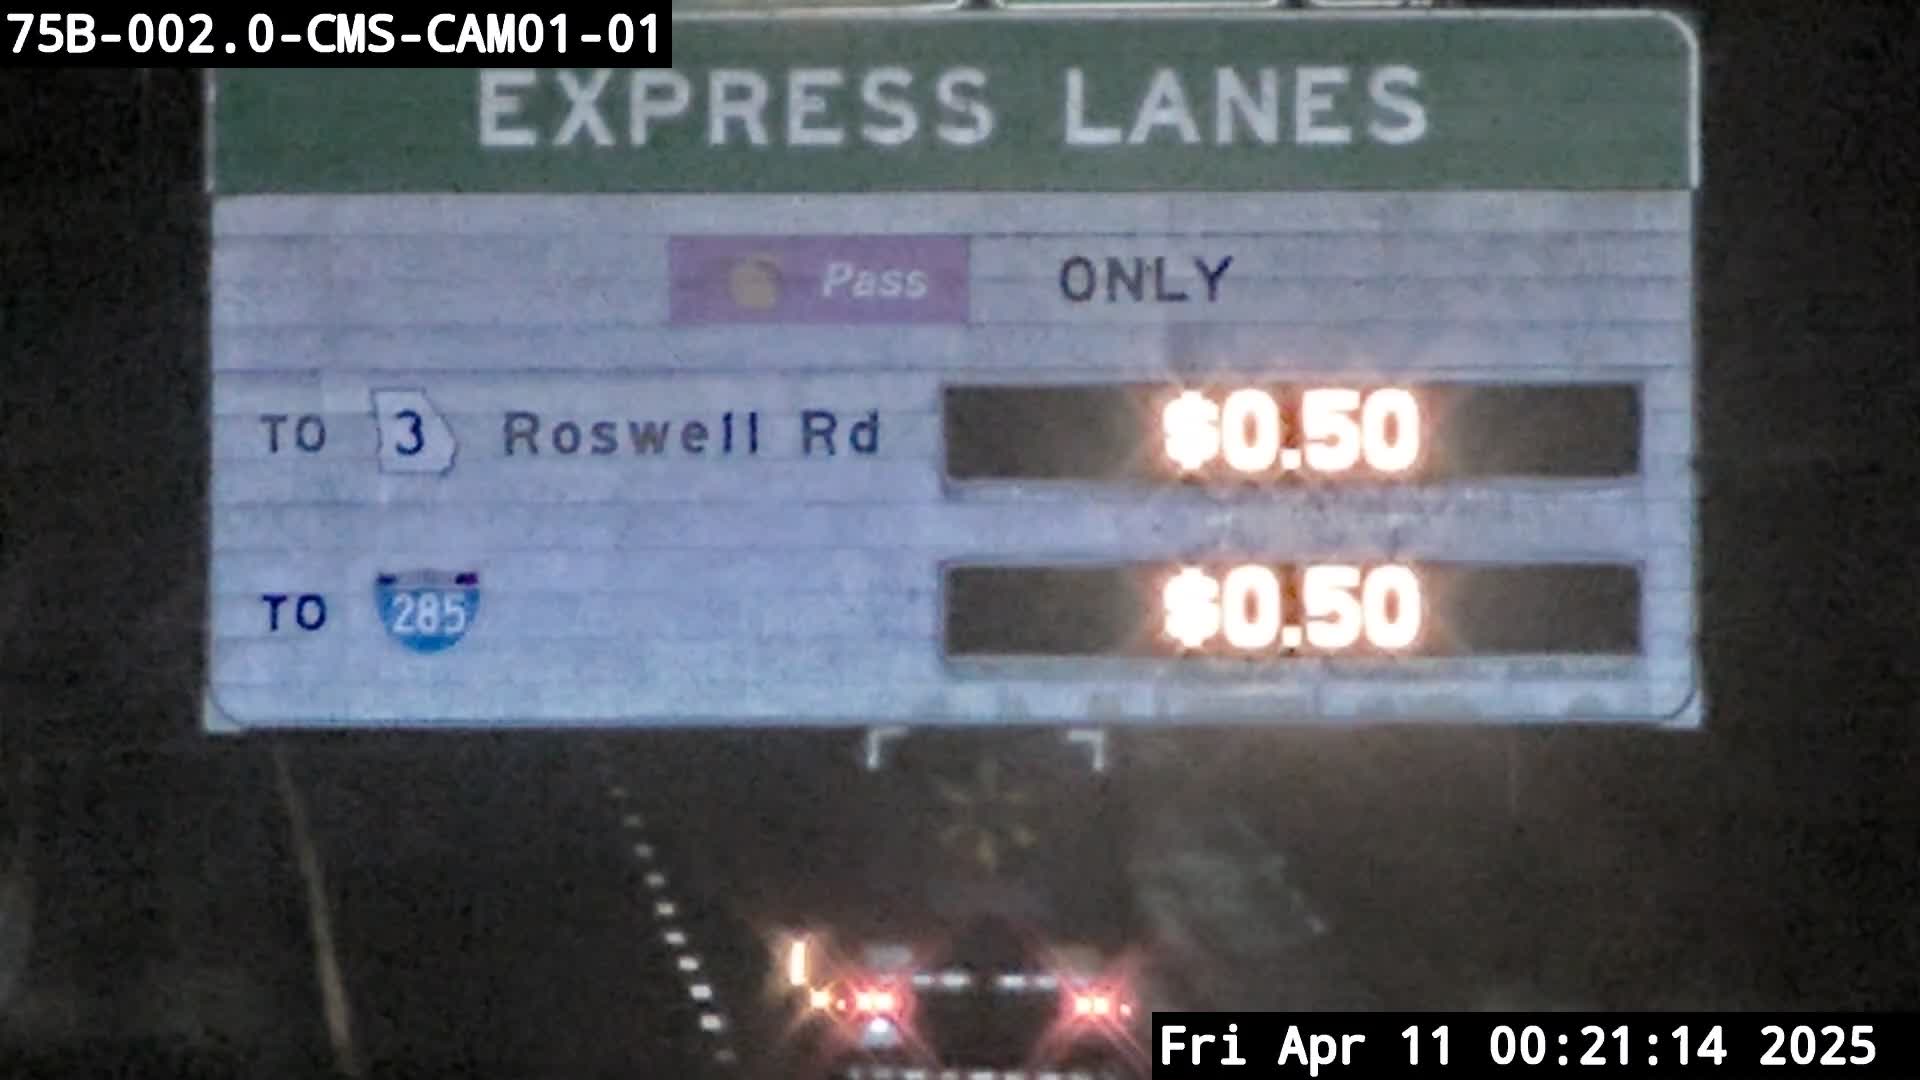 75B-002.0-CMS-CAM01-01
EXPRESS LANES
Pass ONLY
TO 3 Roswell Rd $0.50
TO 285 $0.50
Fri Apr 11 00:21:14 2025